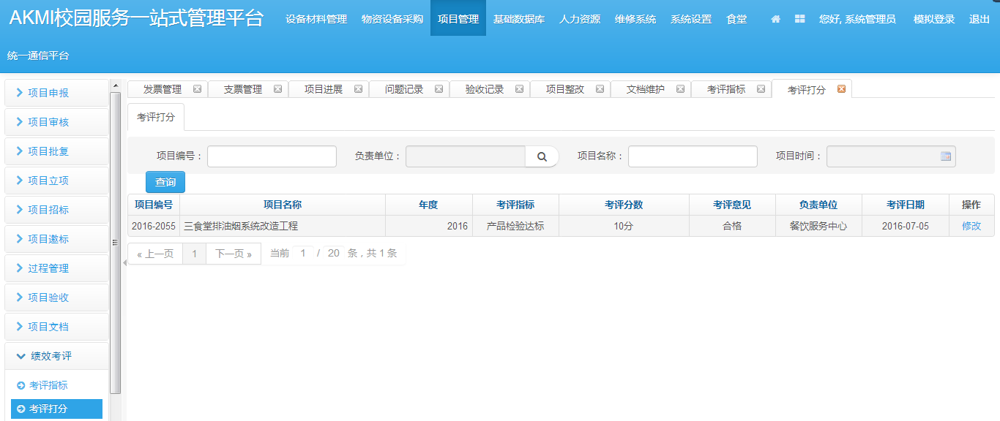 AKMI校园服务一站式管理平台 设备材料管理 物资设备采购 项目管理 基础数据库 人力资源 维修系统 系统设置 食堂 您好, 系统管理员 模拟登录 退出
统一通信平台
发票管理 支票管理 项目进展 问题记录 验收记录 项目整改 文档维护 考评指标 考评打分
考评打分
项目编号： 负责单位： 项目名称： 项目时间：
查询
项目编号 项目名称 年度 考评指标 考评分数 考评意见 负责单位 考评日期 操作
2016-2055 三食堂排油烟系统改造工程 2016 产品检验达标 10分 合格 餐饮服务中心 2016-07-05 修改
« 上一页 1 下一页 » 当前 1 / 20 条，共 1 条
项目申报
项目审核
项目批复
项目立项
项目招标
项目邀标
过程管理
项目验收
项目文档
绩效考评
考评指标
考评打分